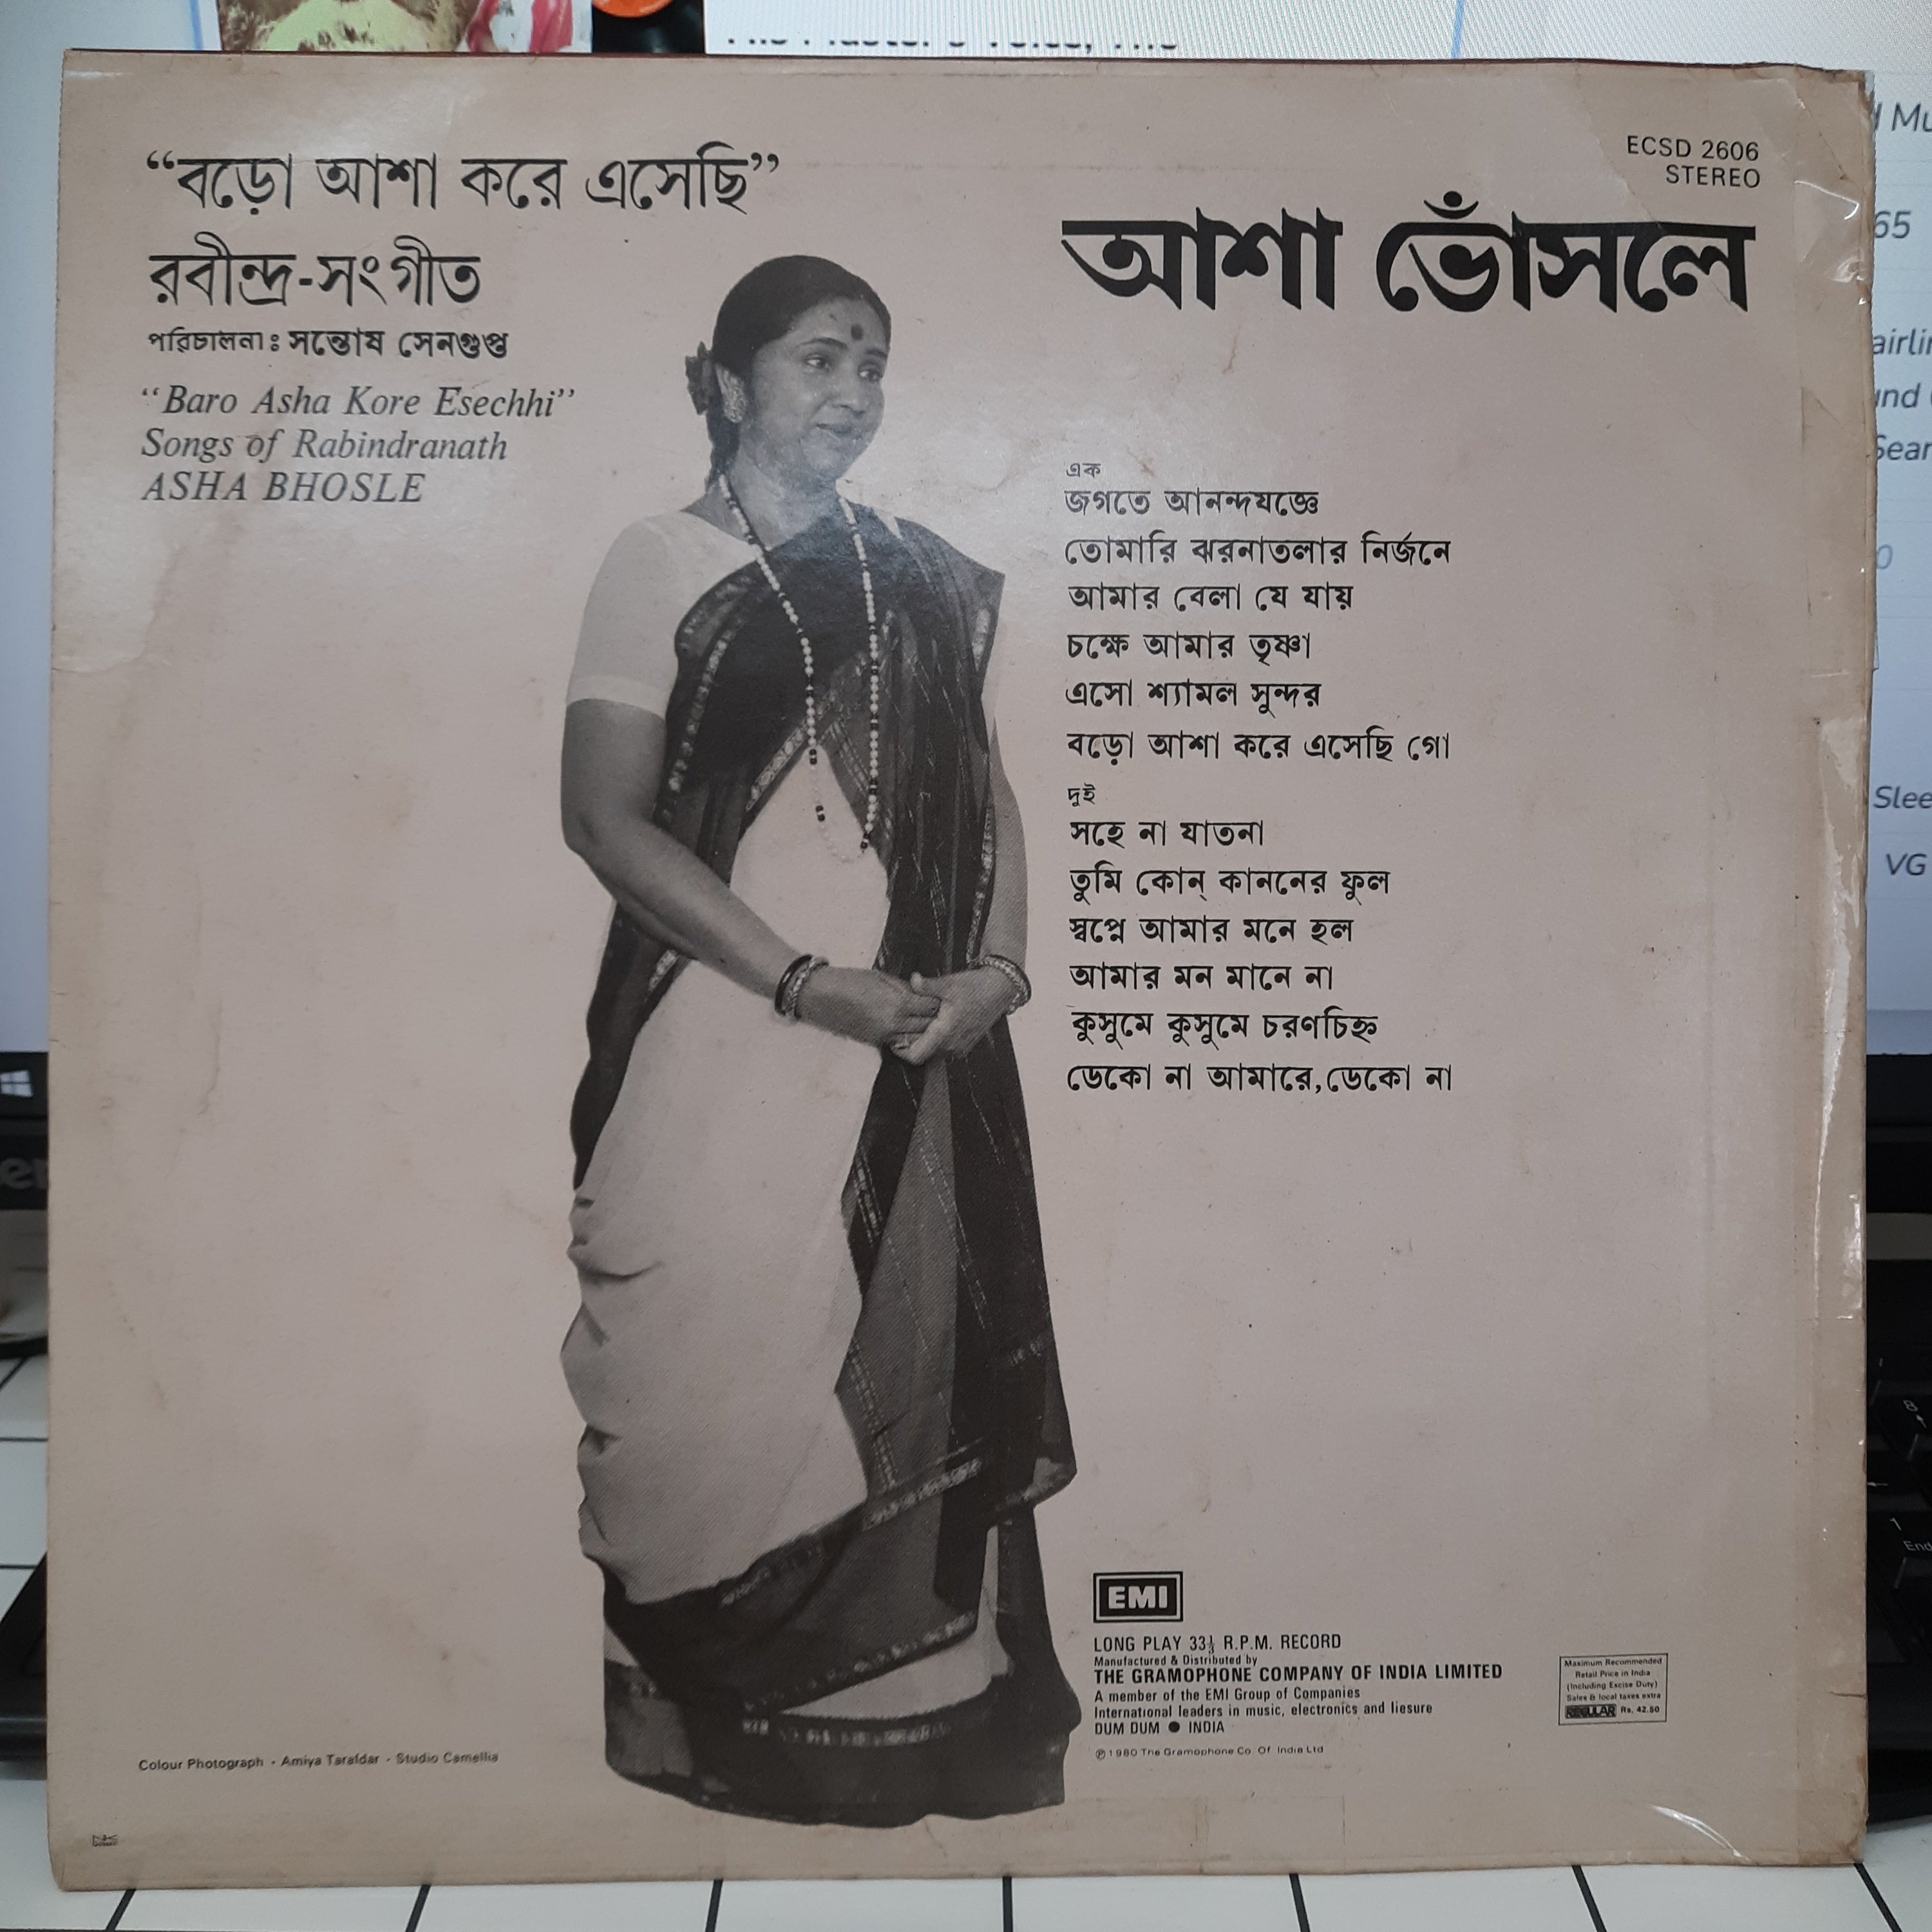 “বড়ো আশা করে এসেছি”
রবীন্দ্র-সংগীত
পরিচালনা: সন্তোষ সেনগুপ্ত
“Baro Asha Kore Esechhi”
Songs of Rabindranath
ASHA BHOSLE
ECSD 2606
STEREO
আশা ভোঁসলে
এক
জগতে আনন্দযজ্ঞে
তোমারি ঝরনাতলার নির্জনে
আমার বেলা যে যায়
চক্ষে আমার তৃষ্ণা
এসো শ্যামল সুন্দর
বড়ো আশা করে এসেছি গো
দুই
সহে না যাতনা
তুমি কোন্ কাননের ফুল
স্বপ্নে আমার মনে হল
আমার মন মানে না
কুসুমে কুসুমে চরণচিহ্ন
ডেকো না আমারে, ডেকো না
EMI
LONG PLAY 33⅓ R.P.M. RECORD
Manufactured & Distributed by
THE GRAMOPHONE COMPANY OF INDIA LIMITED
A member of the EMI Group of Companies
International leaders in music, electronics and liesure
DUM DUM ● INDIA
℗ 1980 The Gramophone Co. Of India Ltd
Maximum Recommended
Retail Price in India
(Including Excise Duty)
Sales & local taxes extra
REGULAR Rs. 42.50
Colour Photograph - Amiya Tarafdar - Studio Camellia
65
VG
End